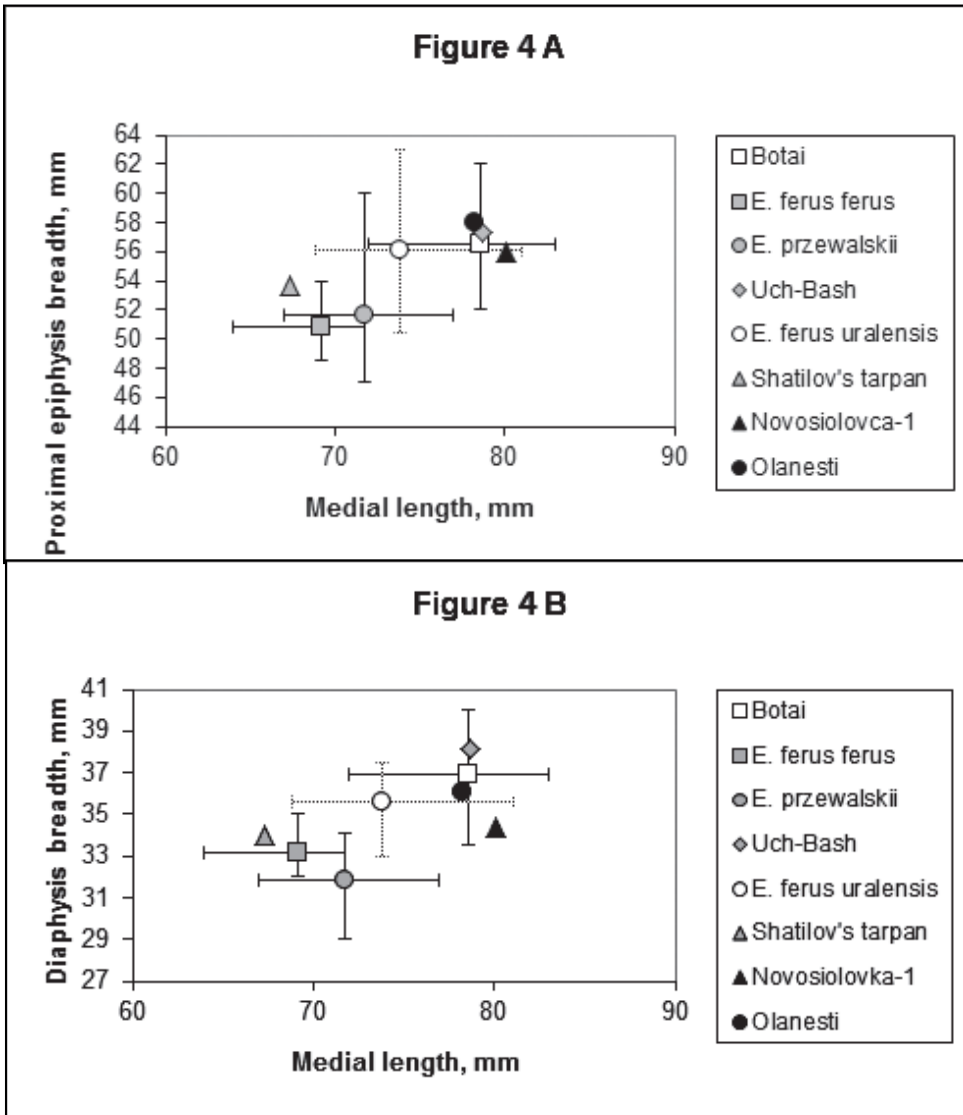 Figure 4 A
Proximal epiphysis breadth, mm
64
62
60
58
56
54
52
50
48
46
44
60
70
80
90
Medial length, mm
Botai
E. ferus ferus
E. przewalskii
Uch-Bash
E. ferus uralensis
Shatilov's tarpan
Novosiolovca-1
Olanesti
Figure 4 B
Diaphysis breadth, mm
41
39
37
35
33
31
29
27
60
70
80
90
Medial length, mm
Botai
E. ferus ferus
E. przewalskii
Uch-Bash
E. ferus uralensis
Shatilov's tarpan
Novosiolovka-1
Olanesti